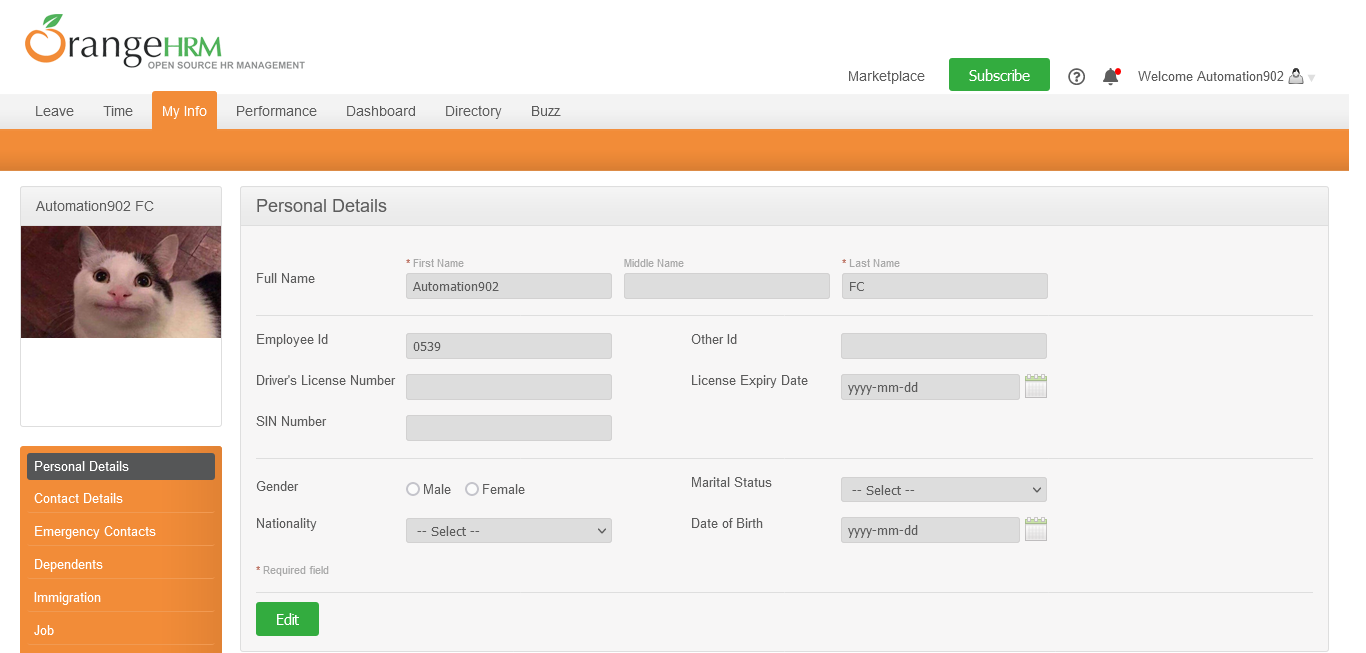 OrangeHRM
OPEN SOURCE HR MANAGEMENT
Marketplace Subscribe ? Welcome Automation902
Leave Time My Info Performance Dashboard Directory Buzz
Automation902 FC
Personal Details
* First Name Middle Name * Last Name
Full Name Automation902 FC
Employee Id 0539 Other Id
Driver's License Number License Expiry Date yyyy-mm-dd
SIN Number
Gender Male Female Marital Status -- Select --
Nationality -- Select -- Date of Birth yyyy-mm-dd
* Required field
Edit
Personal Details
Contact Details
Emergency Contacts
Dependents
Immigration
Job